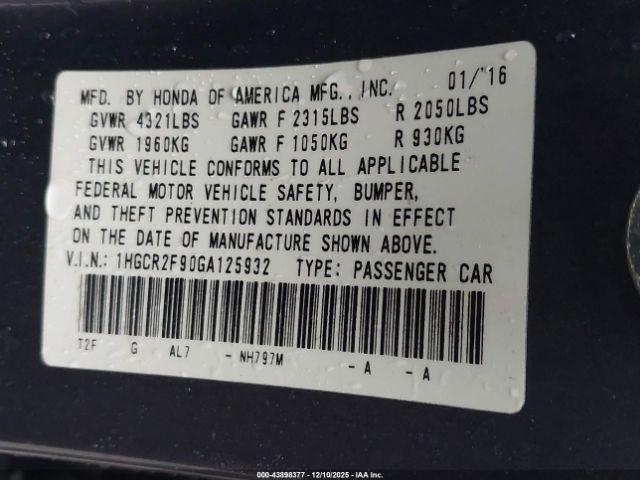 MFD. BY HONDA OF AMERICA MFG., INC. 01/'16
GVWR 4321LBS GAWR F 2315LBS R 2050LBS
GVWR 1960KG GAWR F 1050KG R 930KG
THIS VEHICLE CONFORMS TO ALL APPLICABLE
FEDERAL MOTOR VEHICLE SAFETY, BUMPER,
AND THEFT PREVENTION STANDARDS IN EFFECT
ON THE DATE OF MANUFACTURE SHOWN ABOVE.
V.I.N.: 1HGCR2F90GA125932 TYPE: PASSENGER CAR
T2F G AL7 - NH797M - A - A
000-43898377 - 12/10/2025 - IAA Inc.